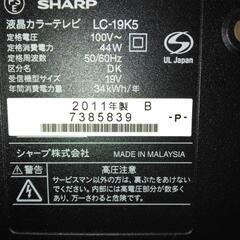 SHARP
液晶カラーテレビ LC-19K5
定格電圧 100V~
定格消費電力 44W
定格周波数 50/60Hz
区分名 DK
受信機型サイズ 19V
年間消費電力量 34kWh/年
UL Japan
2011年製 B
7385839
-P-
シャープ株式会社 MADE IN MALAYSIA
警告
高圧注意
サービスマン以外の方は、裏ぶたをあけないで
ください。内部には高電圧部分が数多く
あり、万一さわると危険です。